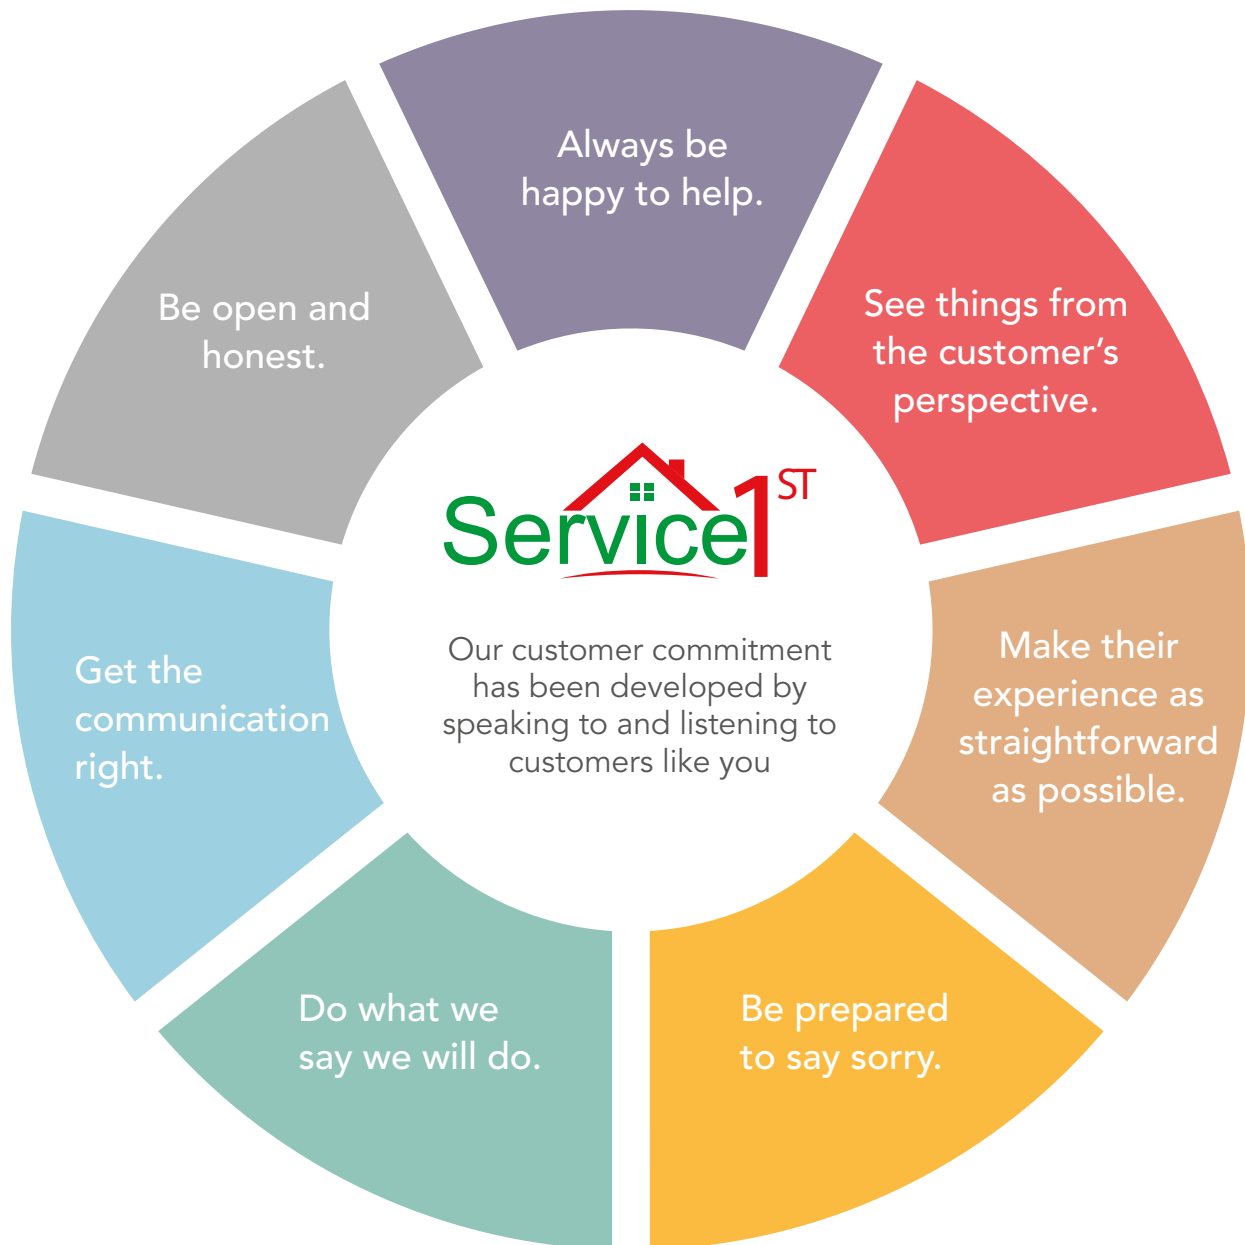 Always be
happy to help.
See things from
the customer’s
perspective.
Make their
experience as
straightforward
as possible.
Be prepared
to say sorry.
Do what we
say we will do.
Get the
communication
right.
Be open and
honest.
Service1ST
Our customer commitment
has been developed by
speaking to and listening to
customers like you